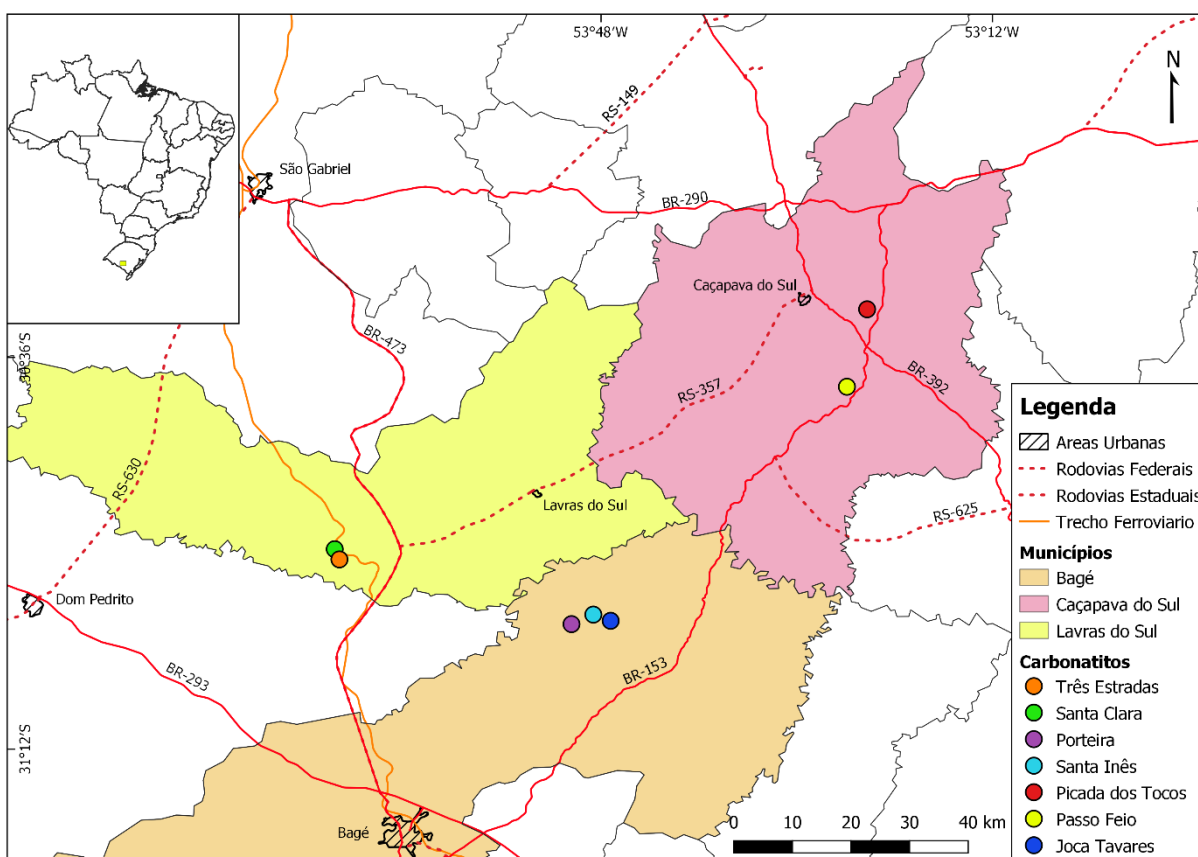 53°48'W
53°12'W
N
RS-149
São Gabriel
BR-290
Caçapava do Sul
BR-473
30°36'S
RS-357
BR-392
RS-630
Lavras do Sul
RS-625
Dom Pedrito
BR-293
BR-153
31°12'S
Bagé
0 10 20 30 40 km
Legenda
Areas Urbanas
Rodovias Federais
Rodovias Estaduais
Trecho Ferroviario
Municípios
Bagé
Caçapava do Sul
Lavras do Sul
Carbonatitos
Três Estradas
Santa Clara
Porteira
Santa Inês
Picada dos Tocos
Passo Feio
Joca Tavares